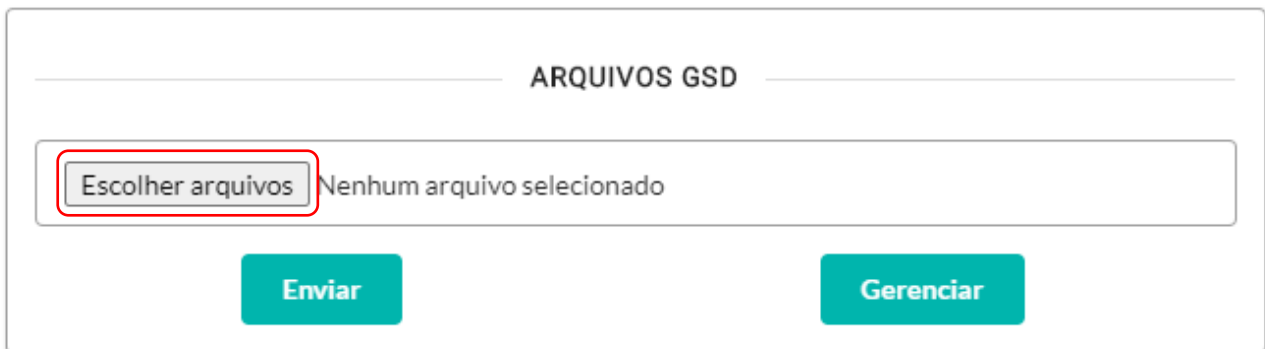 ARQUIVOS GSD
Escolher arquivos Nenhum arquivo selecionado
Enviar Gerenciar